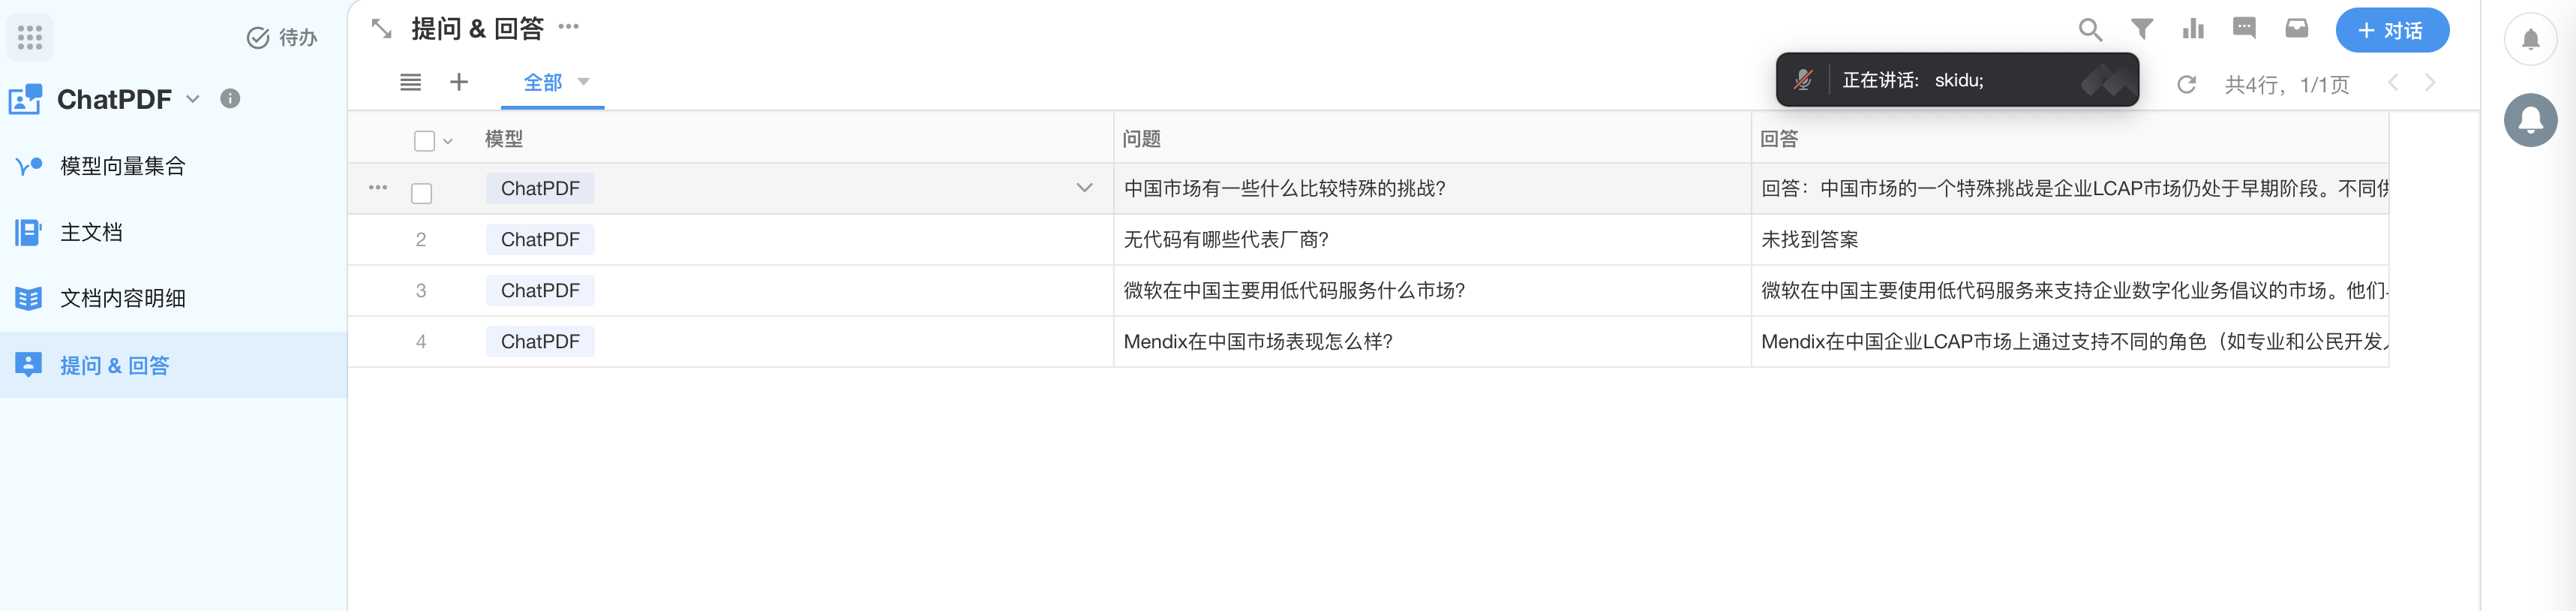 待办
ChatPDF
模型向量集合
主文档
文档内容明细
提问 & 回答
提问 & 回答
+ 对话
全部
正在讲话: skidu;
共4行，1/1页
模型 问题 回答
ChatPDF 中国市场有一些什么比较特殊的挑战? 回答：中国市场的一个特殊挑战是企业LCAP市场仍处于早期阶段。不同供
2 ChatPDF 无代码有哪些代表厂商? 未找到答案
3 ChatPDF 微软在中国主要用低代码服务什么市场? 微软在中国主要使用低代码服务来支持企业数字化业务倡议的市场。他们
4 ChatPDF Mendix在中国市场表现怎么样? Mendix在中国企业LCAP市场上通过支持不同的角色（如专业和公民开发